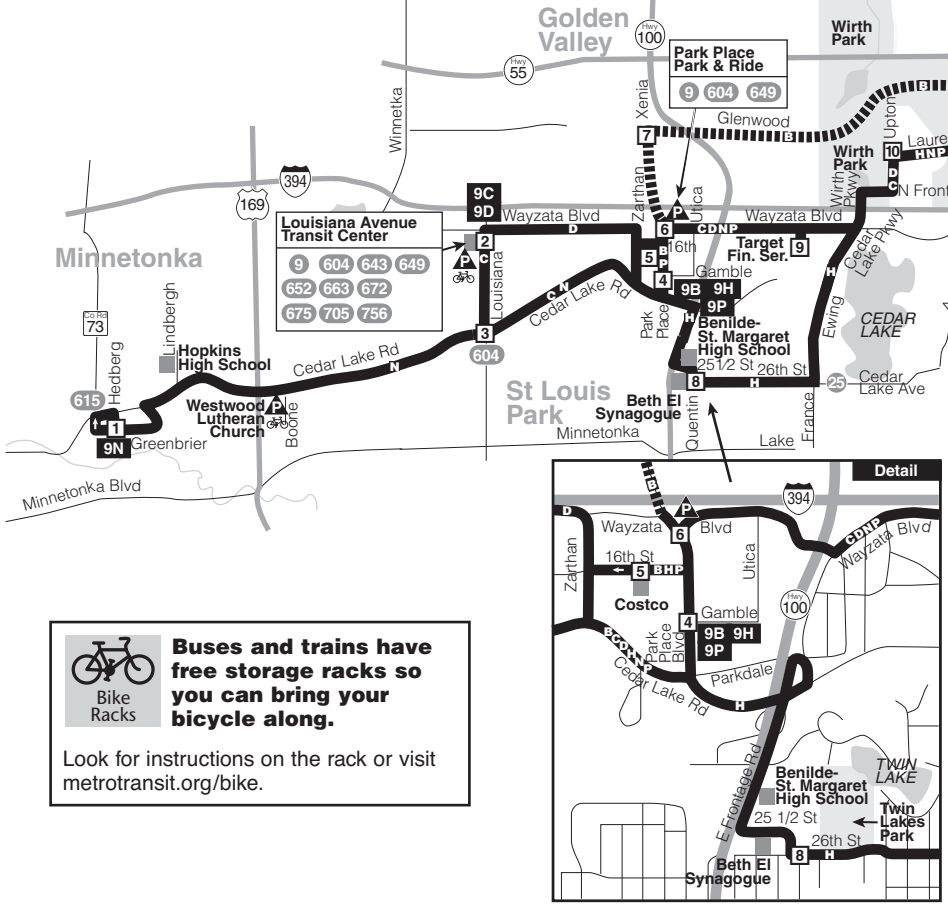 Golden
Valley
Hwy
100
Hwy
55
Wirth
Park
Park Place
Park & Ride
9 604 649
Xenia
Glenwood
B
B
Upton
7
10
Laure
HNP
Wirth
Park
D
C
N Front
Wirth
Pkwy
Winnetka
394
169
9C
9D
Wayzata Blvd
D
Zarthan
P
Utica
6
CDNP
Wayzata Blvd
Louisiana Avenue
Transit Center
9 604 643 649
652 663 672
675 705 756
2
C
P
Louisiana
16th
5
B
P
4
Target
Fin. Ser.
9
Cedar
Lake Pkwy
Gamble
9B 9H
9P
H
Minnetonka
Co Rd
73
Lindbergh
Hedberg
Hopkins
High School
Cedar Lake Rd
N
3
604
C N
Cedar Lake Rd
Park
Place
H
Benilde-
St. Margaret
High School
25 1/2 St
26th St
Ewing
CEDAR
LAKE
615
1
9N
Greenbrier
Westwood
Lutheran
Church
P
Boone
St Louis
Park
8
H
25
Cedar
Lake Ave
Beth El
Synagogue
Quentin
France
Minnetonka
Lake
Minnetonka Blvd
Detail
B
394
D
P
Wayzata
Blvd
6
CDNP
Wayzata Blvd
Zarthan
16th St
5
BHP
Utica
Costco
Hwy
100
4
Gamble
9B 9H
9P
BCDHNP
Park
Place
Blvd
Cedar Lake Rd
Parkdale
H
E Frontage Rd
TWIN
LAKE
Benilde-
St. Margaret
High School
25 1/2 St
Twin
Lakes
Park
26th St
8
H
Beth El
Synagogue
Buses and trains have
free storage racks so
you can bring your
bicycle along.
Bike
Racks
Look for instructions on the rack or visit
metrotransit.org/bike.